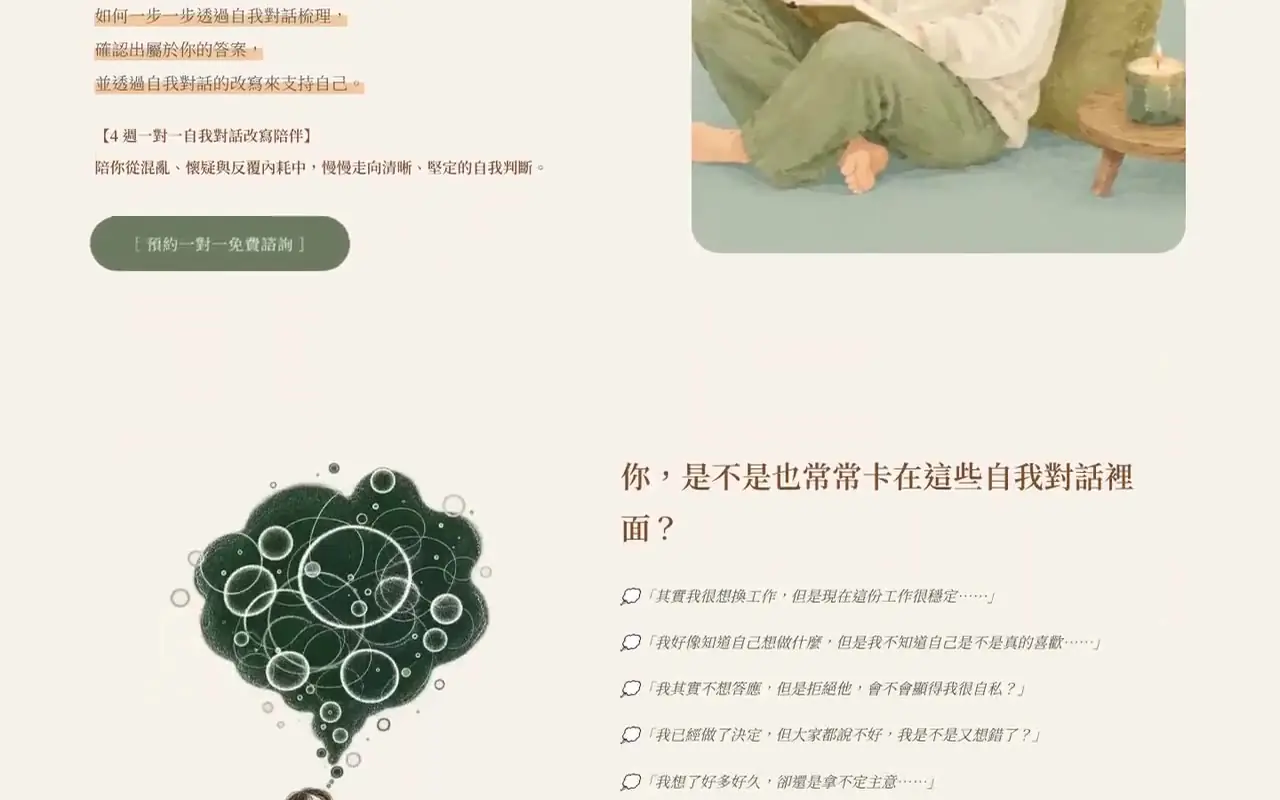 如何一步一步透過自我對話梳理，
確認出屬於你的答案，
並透過自我對話的改寫來支持自己。
【4 週一對一自我對話改寫陪伴】
陪你從混亂、懷疑與反覆內耗中，慢慢走向清晰、堅定的自我判斷。
[ 預約一對一免費諮詢 ]
你，是不是也常常卡在這些自我對話裡
面？
💭「其實我很想換工作，但是現在這份工作很穩定⋯⋯」
💭「我好像知道自己想做什麼，但是我不知道自己是不是真的喜歡⋯⋯」
💭「我其實不想答應，但是拒絕他，會不會顯得我很自私？」
💭「我已經做了決定，但大家都說不好，我是不是又想錯了？」
💭「我想了好多好久，卻還是拿不定主意⋯⋯」